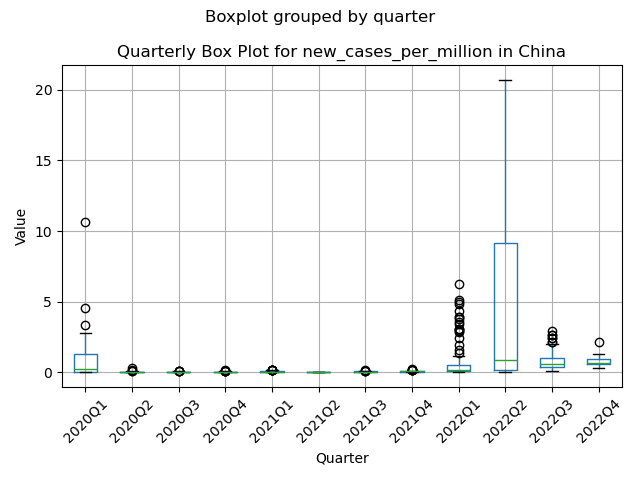 Boxplot grouped by quarter
Quarterly Box Plot for new_cases_per_million in China
20
15
10
5
0
Value
2020Q1 2020Q2 2020Q3 2020Q4 2021Q1 2021Q2 2021Q3 2021Q4 2022Q1 2022Q2 2022Q3 2022Q4
Quarter